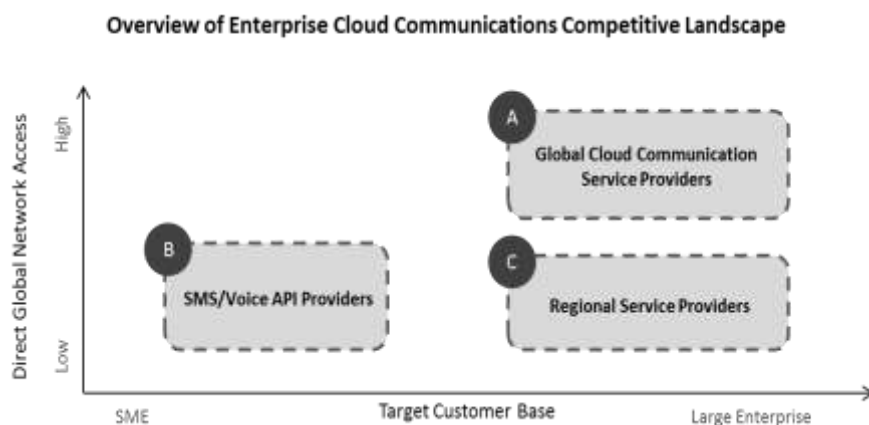 Overview of Enterprise Cloud Communications Competitive Landscape
Direct Global Network Access
High
Low
A
Global Cloud Communication
Service Providers
B
SMS/Voice API Providers
C
Regional Service Providers
SME
Target Customer Base
Large Enterprise